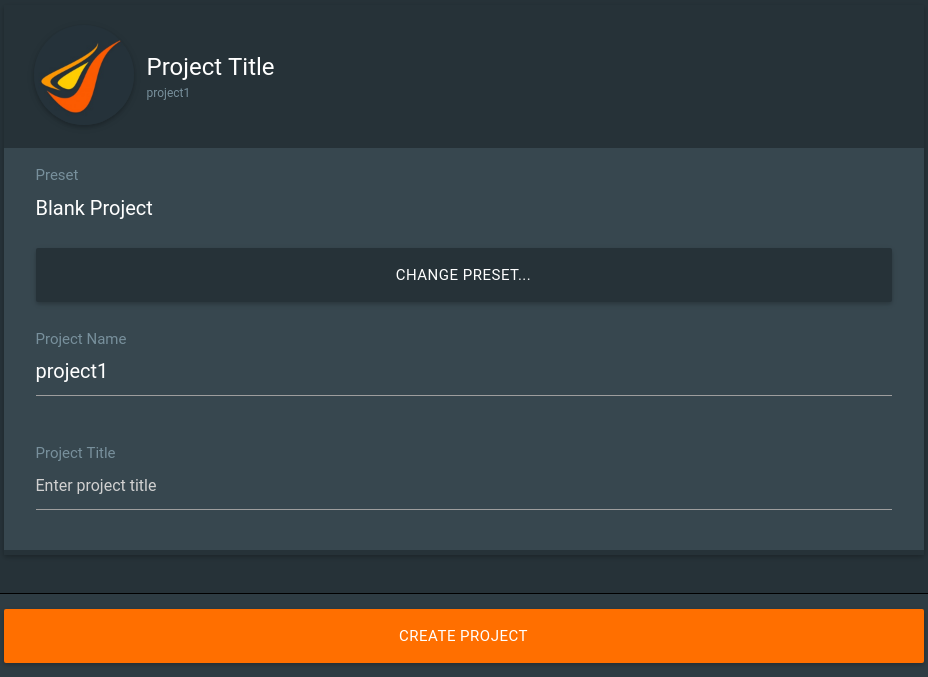 Project Title
project1
Preset
Blank Project
CHANGE PRESET...
Project Name
project1
Project Title
Enter project title
CREATE PROJECT